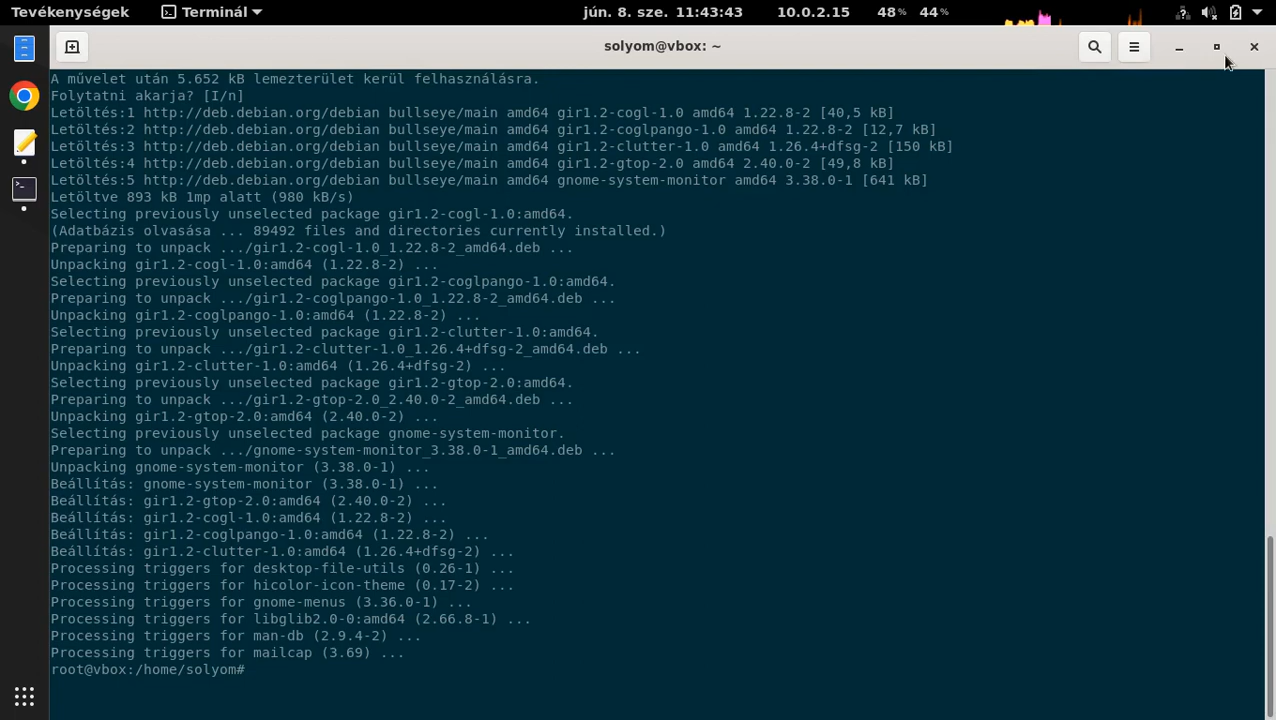 Tevékenységek Terminál jún. 8. sze. 11:43:43 10.0.2.15 48% 44%
solyom@vbox: ~
A művelet után 5.652 kB lemezterület kerül felhasználásra.
Folytatni akarja? [I/n]
Letöltés:1 http://deb.debian.org/debian bullseye/main amd64 gir1.2-cogl-1.0 amd64 1.22.8-2 [40,5 kB]
Letöltés:2 http://deb.debian.org/debian bullseye/main amd64 gir1.2-coglpango-1.0 amd64 1.22.8-2 [12,7 kB]
Letöltés:3 http://deb.debian.org/debian bullseye/main amd64 gir1.2-clutter-1.0 amd64 1.26.4+dfsg-2 [150 kB]
Letöltés:4 http://deb.debian.org/debian bullseye/main amd64 gir1.2-gtop-2.0 amd64 2.40.0-2 [49,8 kB]
Letöltés:5 http://deb.debian.org/debian bullseye/main amd64 gnome-system-monitor amd64 3.38.0-1 [641 kB]
Letöltve 893 kB 1mp alatt (980 kB/s)
Selecting previously unselected package gir1.2-cogl-1.0:amd64.
(Adatbázis olvasása ... 89492 files and directories currently installed.)
Preparing to unpack .../gir1.2-cogl-1.0_1.22.8-2_amd64.deb ...
Unpacking gir1.2-cogl-1.0:amd64 (1.22.8-2) ...
Selecting previously unselected package gir1.2-coglpango-1.0:amd64.
Preparing to unpack .../gir1.2-coglpango-1.0_1.22.8-2_amd64.deb ...
Unpacking gir1.2-coglpango-1.0:amd64 (1.22.8-2) ...
Selecting previously unselected package gir1.2-clutter-1.0:amd64.
Preparing to unpack .../gir1.2-clutter-1.0_1.26.4+dfsg-2_amd64.deb ...
Unpacking gir1.2-clutter-1.0:amd64 (1.26.4+dfsg-2) ...
Selecting previously unselected package gir1.2-gtop-2.0:amd64.
Preparing to unpack .../gir1.2-gtop-2.0_2.40.0-2_amd64.deb ...
Unpacking gir1.2-gtop-2.0:amd64 (2.40.0-2) ...
Selecting previously unselected package gnome-system-monitor.
Preparing to unpack .../gnome-system-monitor_3.38.0-1_amd64.deb ...
Unpacking gnome-system-monitor (3.38.0-1) ...
Beállítás: gnome-system-monitor (3.38.0-1) ...
Beállítás: gir1.2-gtop-2.0:amd64 (2.40.0-2) ...
Beállítás: gir1.2-cogl-1.0:amd64 (1.22.8-2) ...
Beállítás: gir1.2-coglpango-1.0:amd64 (1.22.8-2) ...
Beállítás: gir1.2-clutter-1.0:amd64 (1.26.4+dfsg-2) ...
Processing triggers for desktop-file-utils (0.26-1) ...
Processing triggers for hicolor-icon-theme (0.17-2) ...
Processing triggers for gnome-menus (3.36.0-1) ...
Processing triggers for libglib2.0-0:amd64 (2.66.8-1) ...
Processing triggers for man-db (2.9.4-2) ...
Processing triggers for mailcap (3.69) ...
root@vbox:/home/solyom#